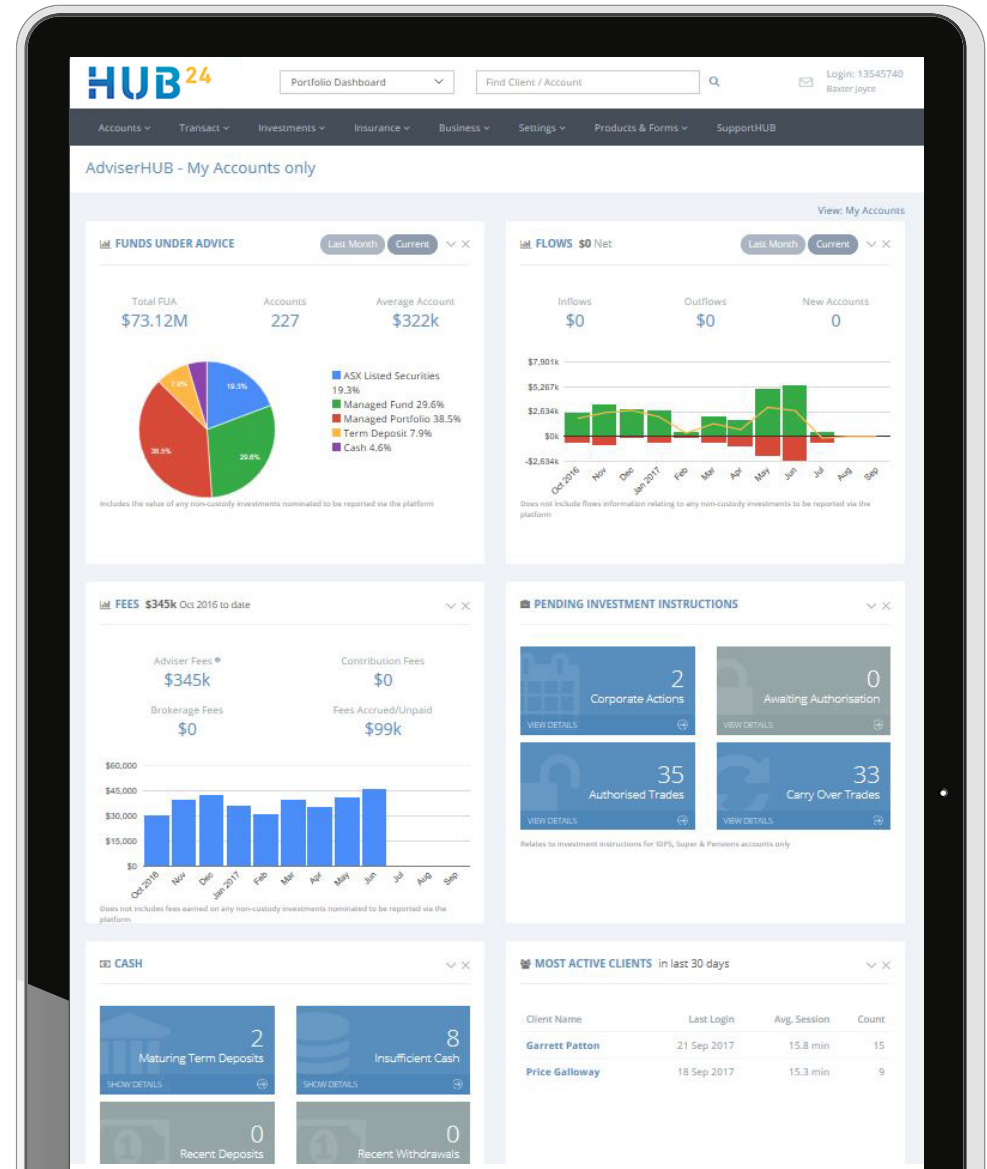 HUB24
Portfolio Dashboard
Find Client / Account
Login: 13545740
Baxter Joyce
Accounts Transact Investments Insurance Business Settings Products & Forms SupportHUB
AdviserHUB - My Accounts only
View: My Accounts
FUNDS UNDER ADVICE Last Month Current
Total FUA Accounts Average Account
$73.12M 227 $322k
7.9% 19.3%
38.5% 29.6%
ASX Listed Securities
19.3%
Managed Fund 29.6%
Managed Portfolio 38.5%
Term Deposit 7.9%
Cash 4.6%
Includes the value of any non-custody investments nominated to be reported via the platform
FLOWS $0 Net Last Month Current
Inflows Outflows New Accounts
$0 $0 0
$7,901k
$5,267k
$2,634k
$0k
-$2,634k
Oct 2016 Nov Dec Jan 2017 Feb Mar Apr May Jun Jul Aug Sep
Does not include flows information relating to any non-custody investments to be reported via the
platform
FEES $345k Oct 2016 to date
Adviser Fees Contribution Fees
$345k $0
Brokerage Fees Fees Accrued/Unpaid
$0 $99k
$60,000
$45,000
$30,000
$15,000
$0
Oct 2016 Nov Dec Jan 2017 Feb Mar Apr May Jun Jul Aug Sep
Does not includes fees earned on any non-custody investments nominated to be reported via the
platform
PENDING INVESTMENT INSTRUCTIONS
2
Corporate Actions
VIEW DETAILS
0
Awaiting Authorisation
VIEW DETAILS
35
Authorised Trades
VIEW DETAILS
33
Carry Over Trades
VIEW DETAILS
Relates to investment instructions for IDPS, Super & Pensions accounts only
CASH
2
Maturing Term Deposits
SHOW DETAILS
8
Insufficient Cash
SHOW DETAILS
0
Recent Deposits
0
Recent Withdrawals
MOST ACTIVE CLIENTS in last 30 days
Client Name Last Login Avg. Session Count
Garrett Patton 21 Sep 2017 15.8 min 15
Price Galloway 18 Sep 2017 15.3 min 9